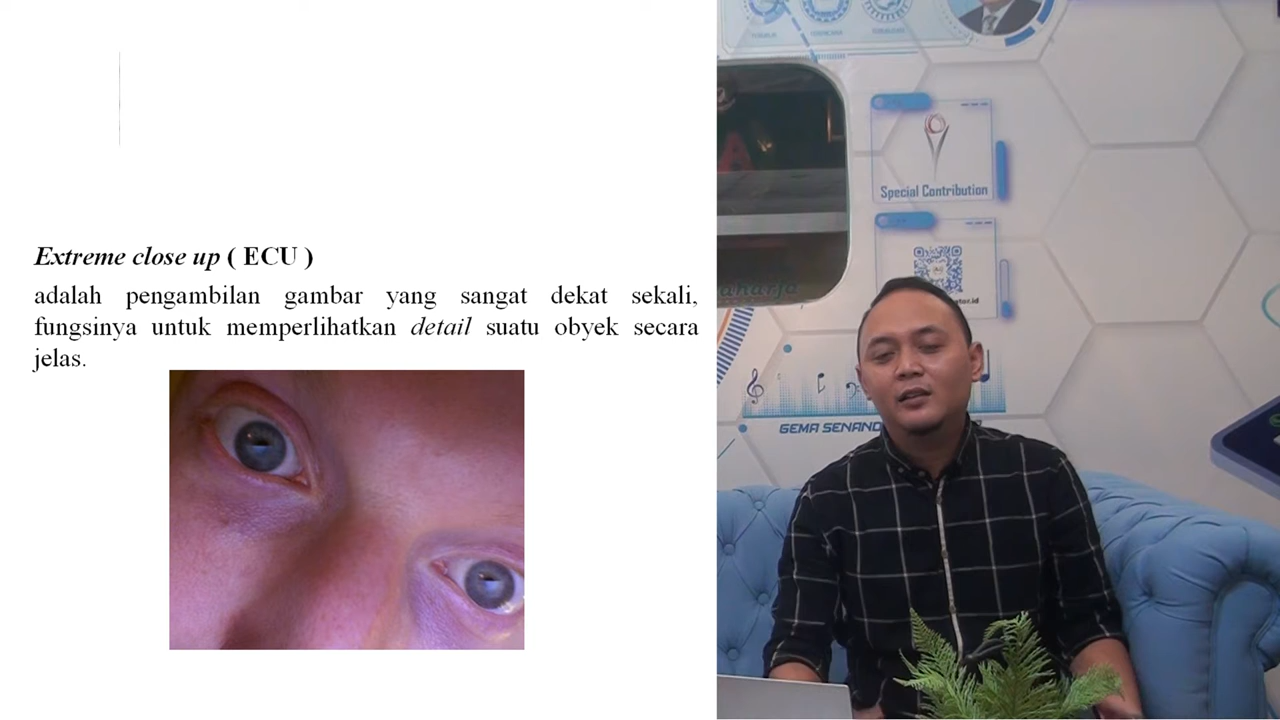 Extreme close up ( ECU )
adalah pengambilan gambar yang sangat dekat sekali,
fungsinya untuk memperlihatkan detail suatu obyek secara
jelas.
Special Contribution
GEMA SENAND